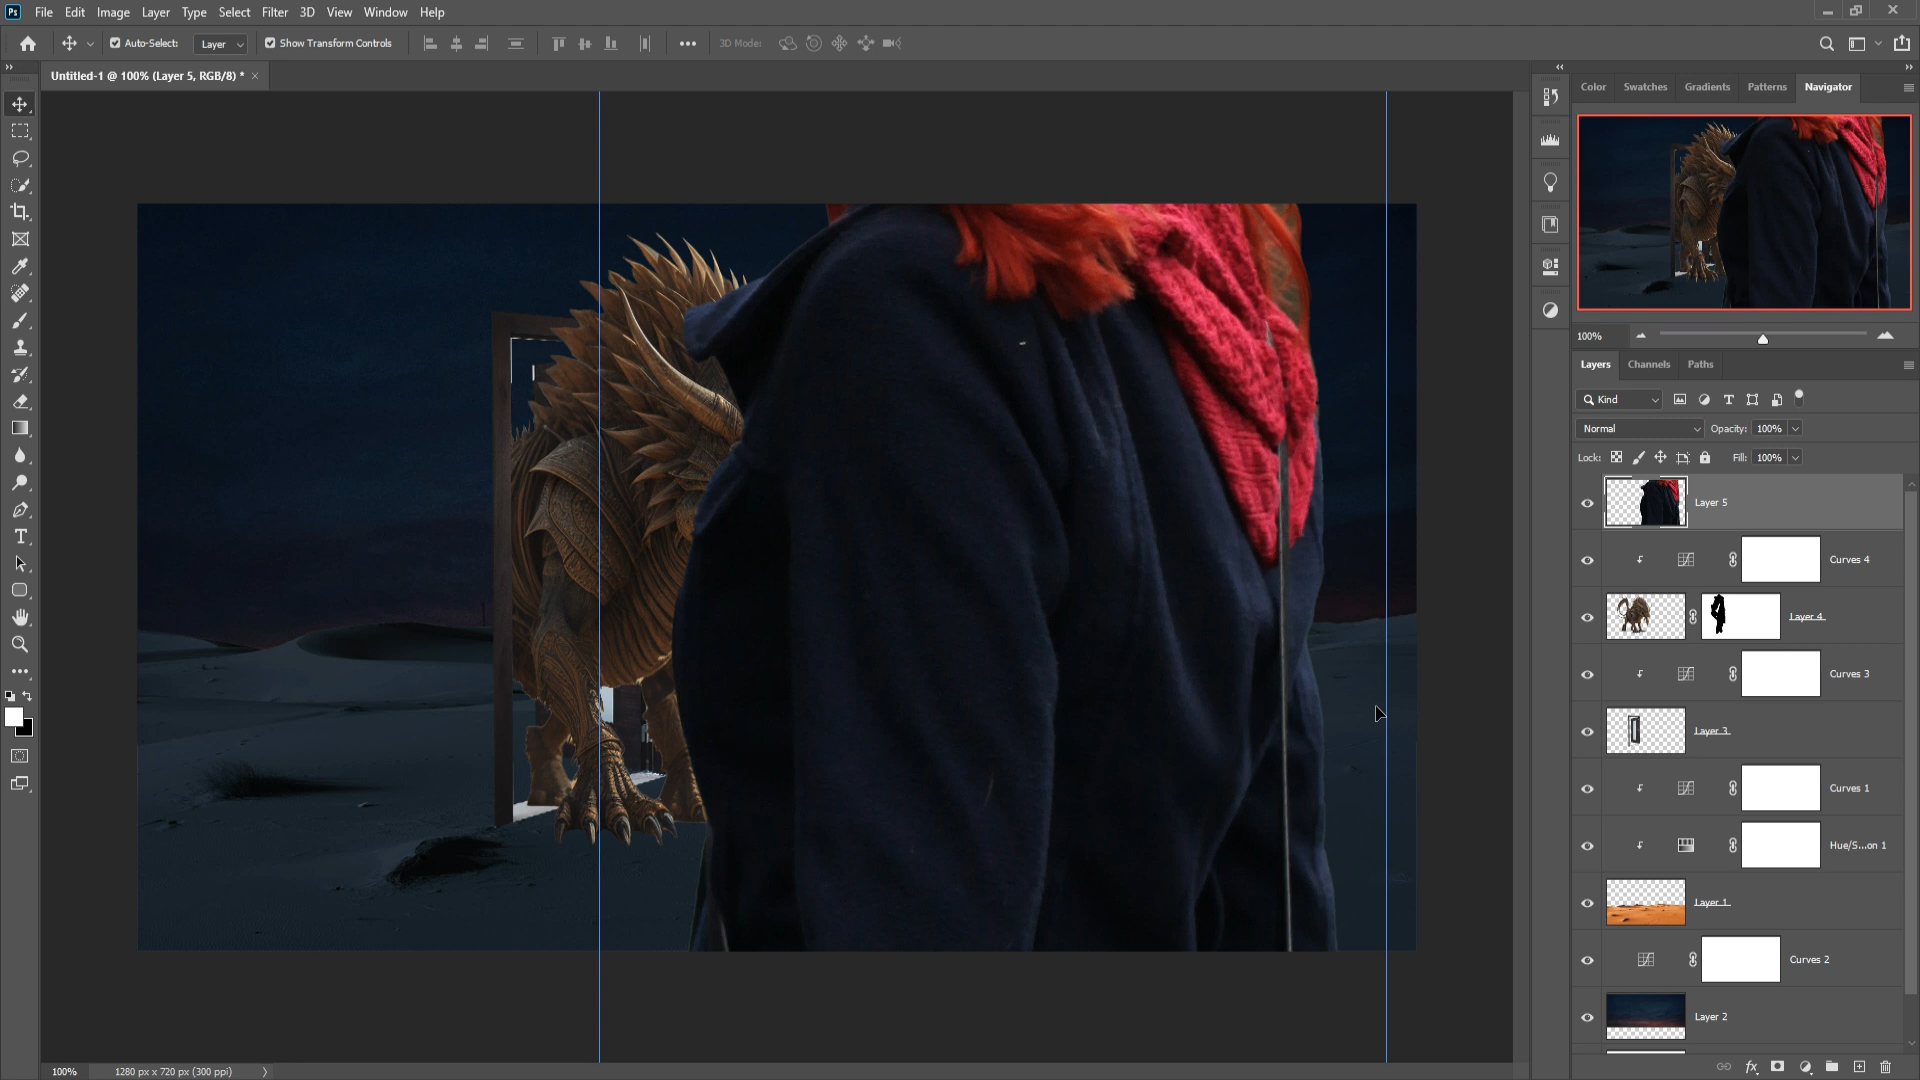 Ps File Edit Image Layer Type Select Filter 3D View Window Help
Auto-Select: Layer Show Transform Controls 3D Mode:
Untitled-1 @ 100% (Layer 5, RGB/8) *
Color Swatches Gradients Patterns Navigator
100%
Layers Channels Paths
Kind
Normal Opacity: 100%
Lock: Fill: 100%
Layer 5
Curves 4
Layer 4
Curves 3
Layer 3
Curves 1
Hue/S...on 1
Layer 1
Curves 2
Layer 2
100% 1280 px x 720 px (300 ppi)